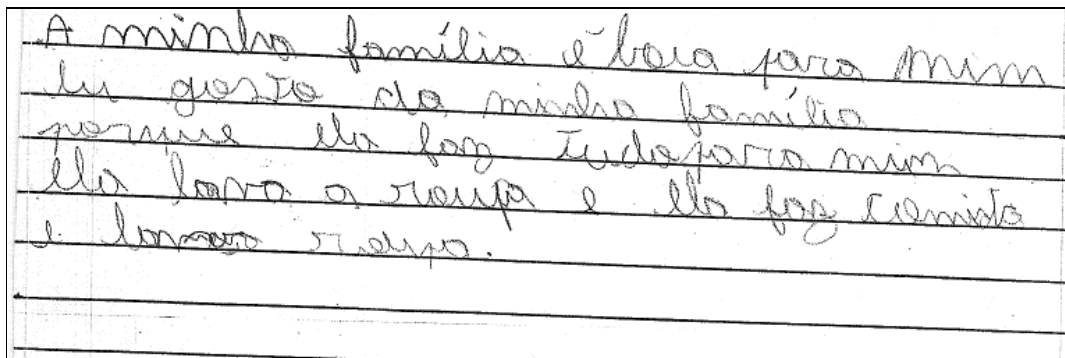 A minha família é boa para mim
Eu gosto da minha família
porque ela faz tudo para mim
Ela lava a roupa e ela faz comida
e roupa.